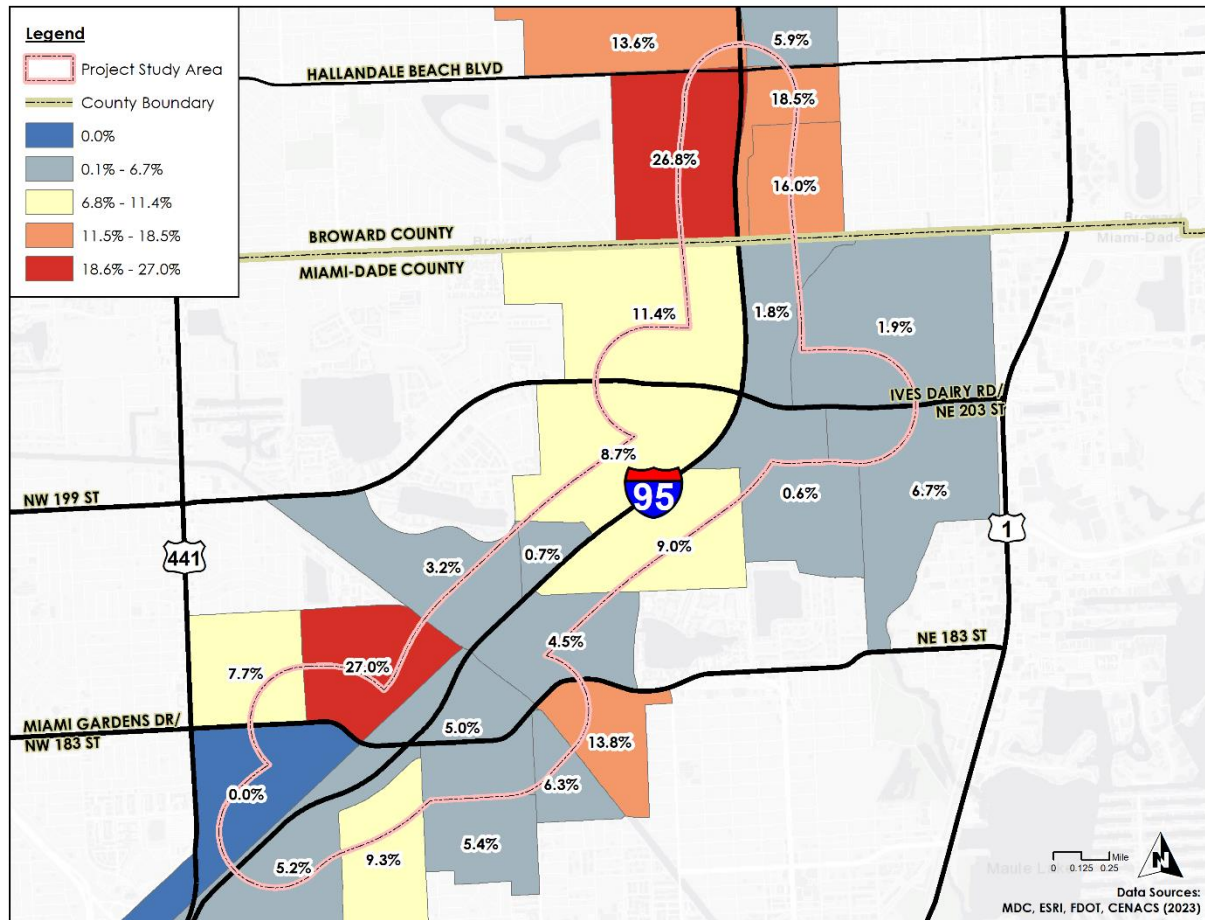 Legend
Project Study Area
County Boundary
0.0%
0.1% - 6.7%
6.8% - 11.4%
11.5% - 18.5%
18.6% - 27.0%
13.6%
5.9%
HALLANDALE BEACH BLVD
18.5%
26.8%
16.0%
BROWARD COUNTY
MIAMI-DADE COUNTY
Broward
Broward
Miami-Dade
11.4%
1.8%
1.9%
IVES DAIRY RD/
NE 203 ST
8.7%
95
0.6%
6.7%
NW 199 ST
441
1
9.0%
0.7%
3.2%
4.5%
NE 183 ST
7.7%
27.0%
MIAMI GARDENS DR/
NW 183 ST
5.0%
13.8%
0.0%
6.3%
5.4%
5.2%
9.3%
Maule Lake
N
0 0.125 0.25 Mile
Data Sources:
MDC, ESRI, FDOT, CENACS (2023)